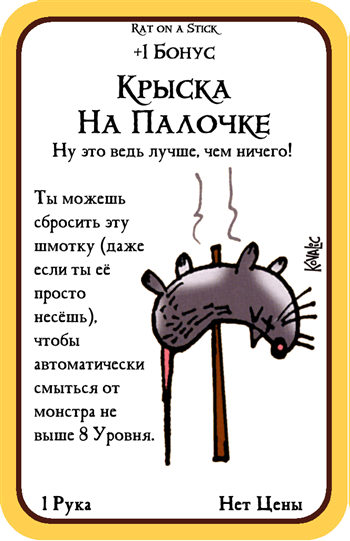 Rat on a Stick
+1 Бонус
Крыска
На Палочке
Ну это ведь лучше, чем ничего!
Ты можешь
сбросить эту
шмотку (даже
если ты её
просто
несёшь),
чтобы
автоматически
смыться от
монстра не
выше 8 Уровня.
Kovalic
1 Рука
Нет Цены